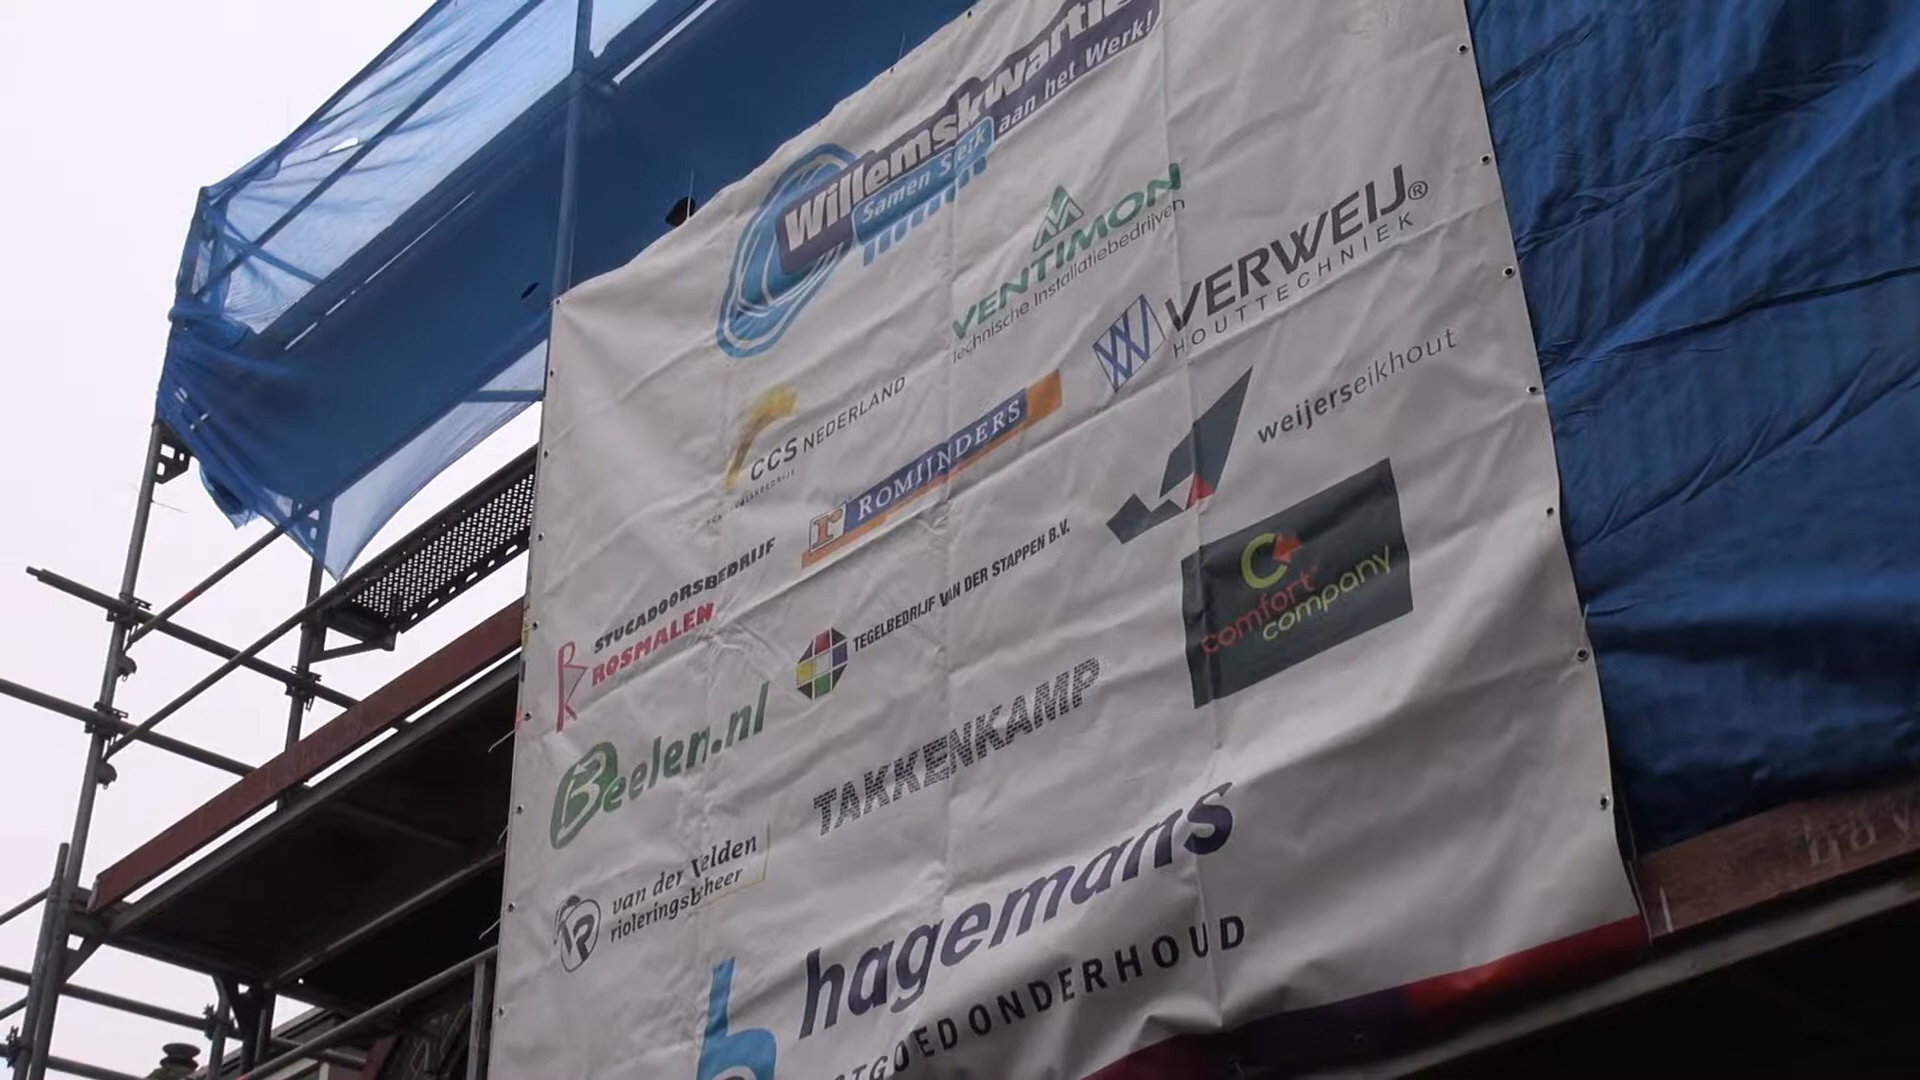 Willemskwartier
Samen Sterk aan het Werk!
VENTIMON
Technische Installatiebedrijven
VERWEIJ®
HOUTTECHNIEK
CCS NEDERLAND
r ROMIJNDERS
weijerseikhout
STUCADOORSBEDRIJF
ROSMALEN
TEGELBEDRIJF VAN DER STAPPEN B.V.
comfort
company
Beelen.nl
TAKKENKAMP
van der Velden
rioleringsbeheer
hagemans
STGOEDONDERHOUD